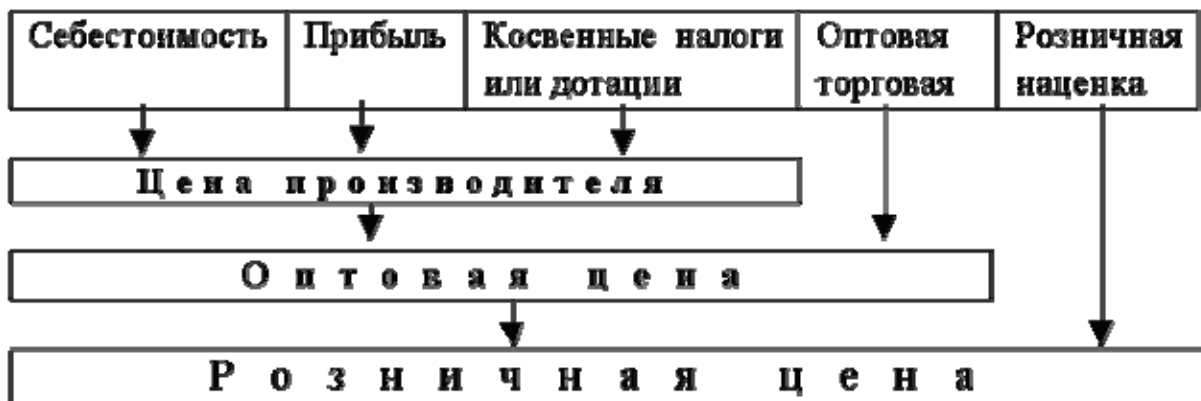 Себестоимость
Прибыль
Косвенные налоги
или дотации
Оптовая
торговая
Розничная
наценка
Цена производителя
Оптовая цена
Розничная цена